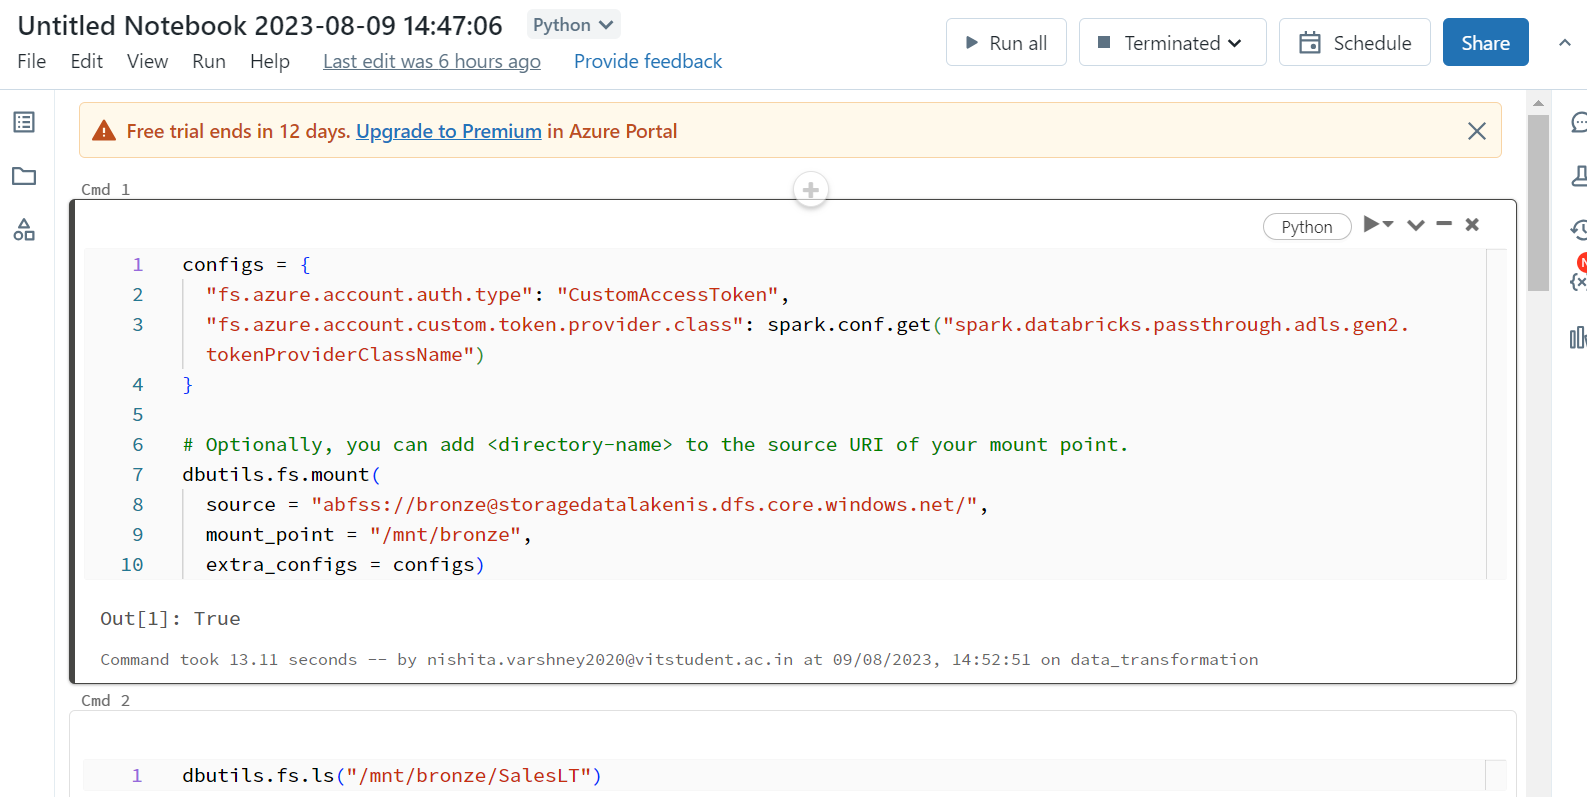 Untitled Notebook 2023-08-09 14:47:06 Python
File Edit View Run Help Last edit was 6 hours ago Provide feedback
Run all Terminated Schedule Share
Free trial ends in 12 days. Upgrade to Premium in Azure Portal
Cmd 1
Python
1 configs = {
2 "fs.azure.account.auth.type": "CustomAccessToken",
3 "fs.azure.account.custom.token.provider.class": spark.conf.get("spark.databricks.passthrough.adls.gen2.
tokenProviderClassName")
4 }
5
6 # Optionally, you can add <directory-name> to the source URI of your mount point.
7 dbutils.fs.mount(
8 source = "abfss://bronze@storagedatalakenis.dfs.core.windows.net/",
9 mount_point = "/mnt/bronze",
10 extra_configs = configs)
Out[1]: True
Command took 13.11 seconds -- by nishita.varshney2020@vitstudent.ac.in at 09/08/2023, 14:52:51 on data_transformation
Cmd 2
1 dbutils.fs.ls("/mnt/bronze/SalesLT")